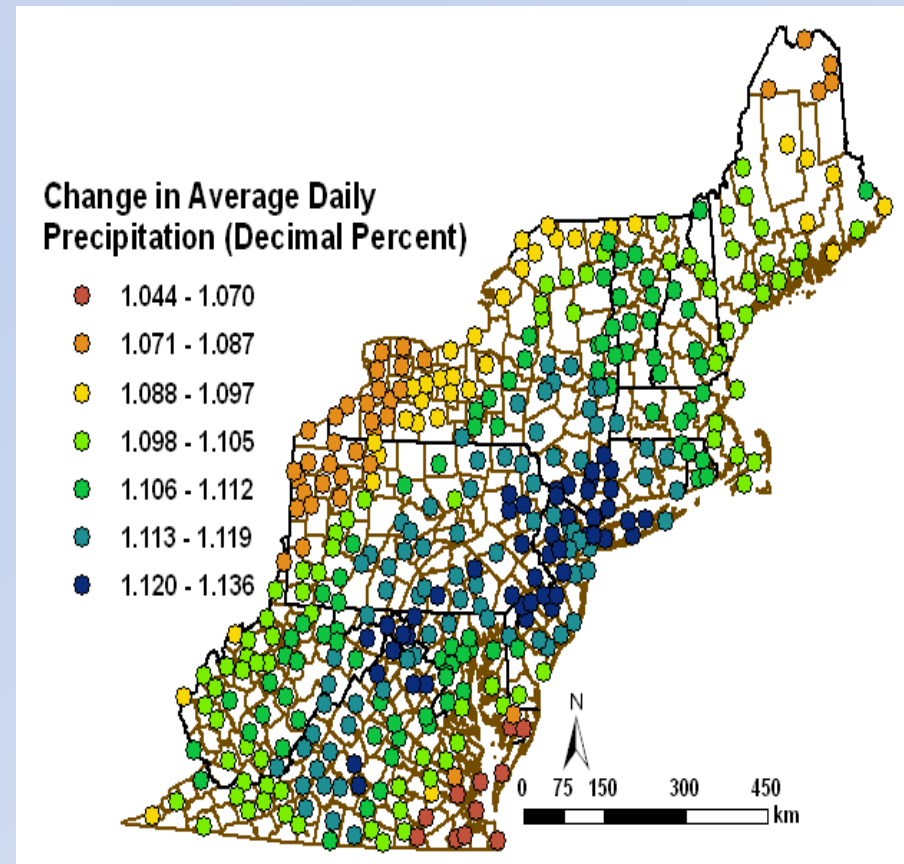 Change in Average Daily
Precipitation (Decimal Percent)
1.044 - 1.070
1.071 - 1.087
1.088 - 1.097
1.098 - 1.105
1.106 - 1.112
1.113 - 1.119
1.120 - 1.136
N
0 75 150 300 450
km